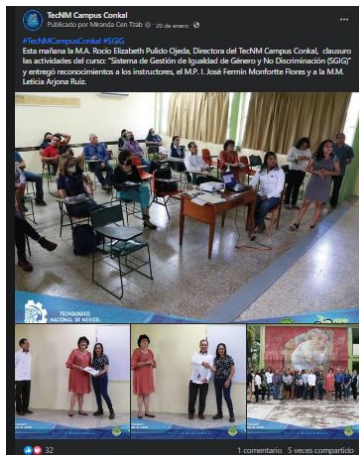 TecNM Campus Conkal
Publicado por Miranda Cen Tzab · 29 de enero ·
#TecNMCampusConkal #SGIG
Esta mañana la M.A. Rocío Elizabeth Pulido Ojeda, Directora del TecNM Campus Conkal, clausuro
las actividades del curso: "Sistema de Gestión de Igualdad de Género y No Discriminación (SGIG)"
y entregó reconocimientos a los instructores, el M.P. I. José Fermín Monfortte Flores y a la M.M.
Leticia Arjona Ruiz.
TECNOLÓGICO
NACIONAL DE MÉXICO
32
1 comentario 5 veces compartido